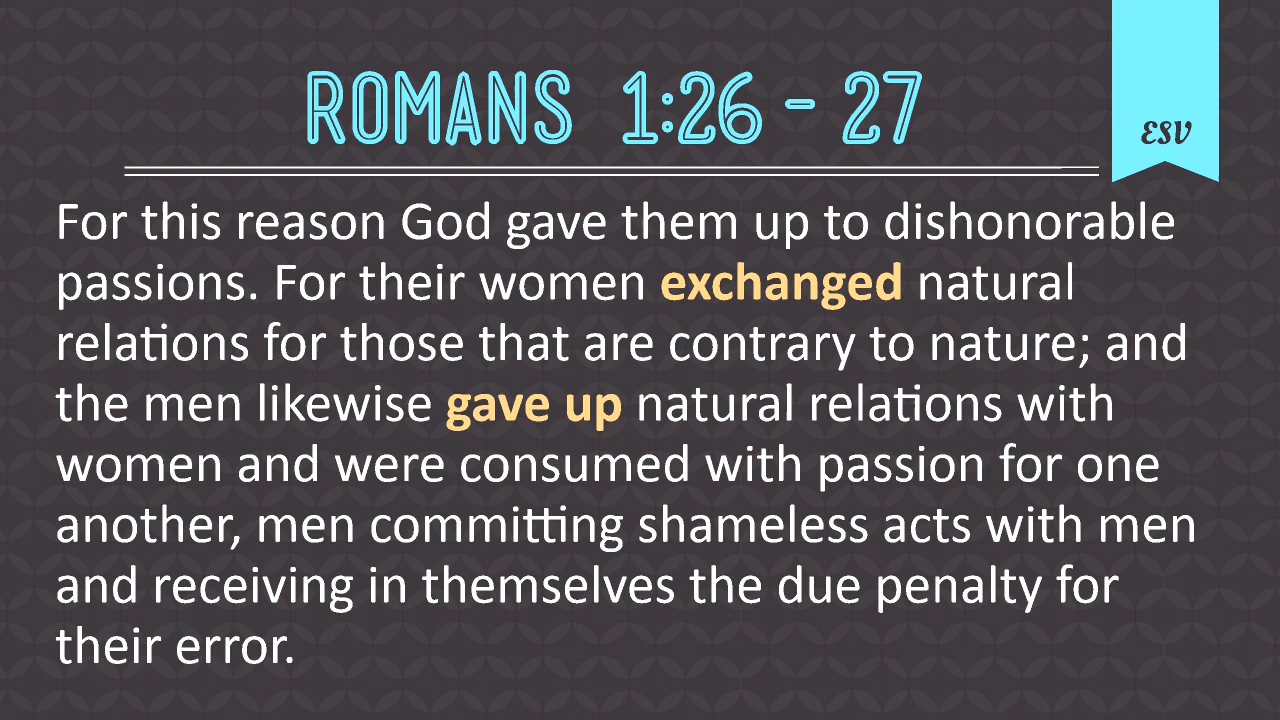 ROMANS 1:26 - 27
ESV
For this reason God gave them up to dishonorable
passions. For their women exchanged natural
relations for those that are contrary to nature; and
the men likewise gave up natural relations with
women and were consumed with passion for one
another, men committing shameless acts with men
and receiving in themselves the due penalty for
their error.